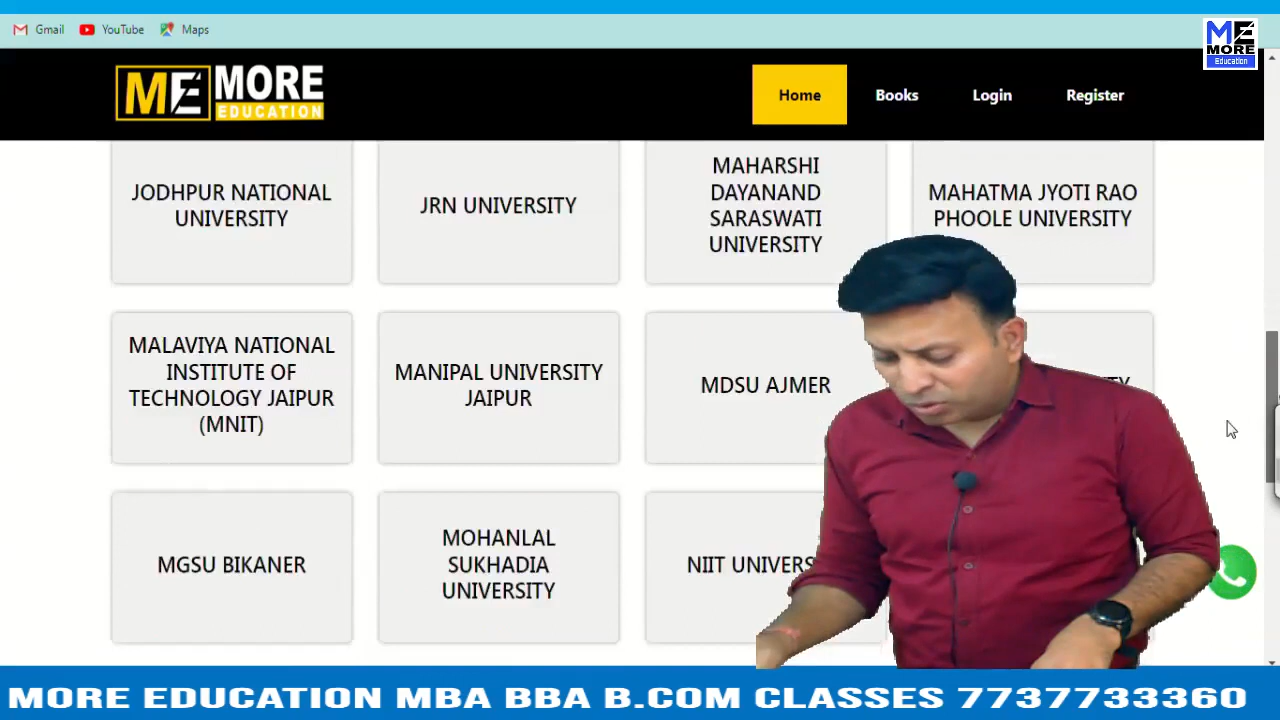 Gmail
YouTube
Maps
ME
MORE
Education
ME MORE
EDUCATION
Home
Books
Login
Register
JODHPUR NATIONAL
UNIVERSITY
JRN UNIVERSITY
MAHARSHI
DAYANAND
SARASWATI
UNIVERSITY
MAHATMA JYOTI RAO
PHOOLE UNIVERSITY
MALAVIYA NATIONAL
INSTITUTE OF
TECHNOLOGY JAIPUR
(MNIT)
MANIPAL UNIVERSITY
JAIPUR
MDSU AJMER
MGSU BIKANER
MOHANLAL
SUKHADIA
UNIVERSITY
NIIT
MORE EDUCATION MBA BBA B.COM CLASSES 7737733360